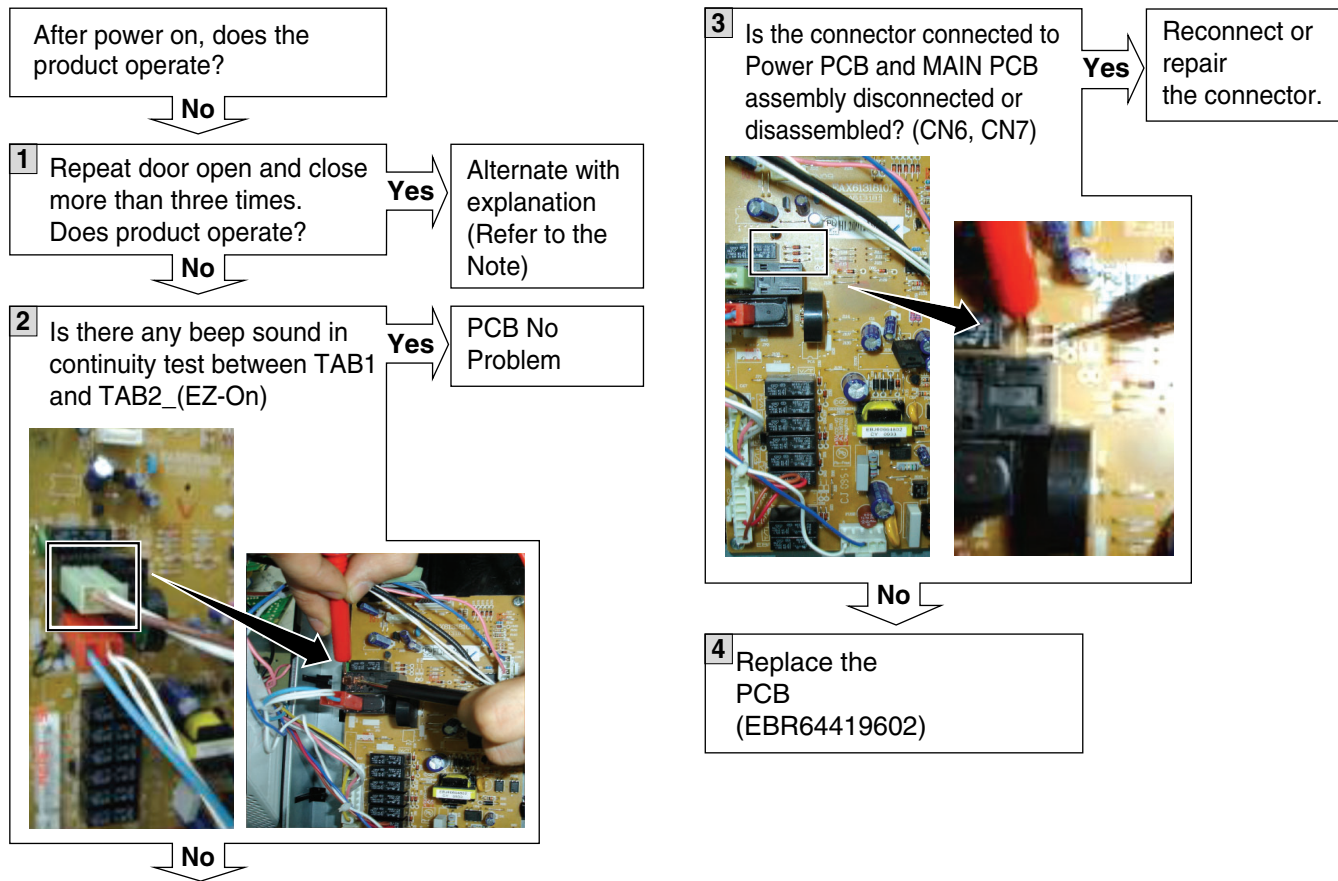 After power on, does the
product operate?
No
1
Repeat door open and close
more than three times.
Does product operate?
Yes
Alternate with
explanation
(Refer to the
Note)
No
2
Is there any beep sound in
continuity test between TAB1
and TAB2_(EZ-On)
Yes
PCB No
Problem
No
3
Is the connector connected to
Power PCB and MAIN PCB
assembly disconnected or
disassembled? (CN6, CN7)
Yes
Reconnect or
repair
the connector.
No
4
Replace the
PCB
(EBR64419602)